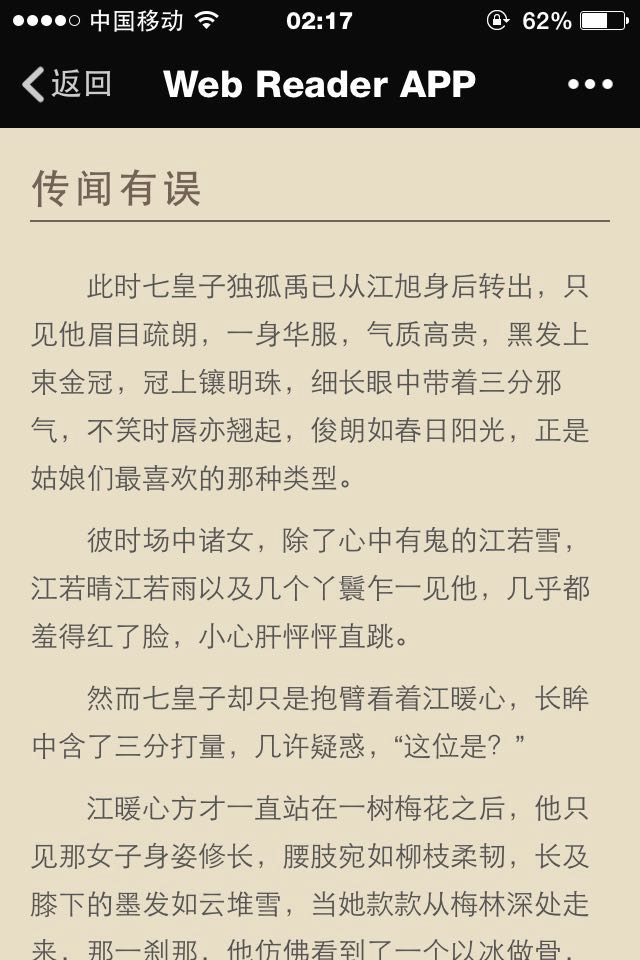 中国移动 02:17 62%
返回 Web Reader APP
传闻有误
此时七皇子独孤禹已从江旭身后转出，只
见他眉目疏朗，一身华服，气质高贵，黑发上
束金冠，冠上镶明珠，细长眼中带着三分邪
气，不笑时唇亦翘起，俊朗如春日阳光，正是
姑娘们最喜欢的那种类型。
彼时场中诸女，除了心中有鬼的江若雪，
江若晴江若雨以及几个丫鬟乍一见他，几乎都
羞得红了脸，小心肝怦怦直跳。
然而七皇子却只是抱臂看着江暖心，长眸
中含了三分打量，几许疑惑，“这位是？”
江暖心方才一直站在一树梅花之后，他只
见那女子身姿修长，腰肢宛如柳枝柔韧，长及
膝下的墨发如云堆雪，当她款款从梅林深处走
来，那一刹那，他仿佛看到了一个以冰做骨，